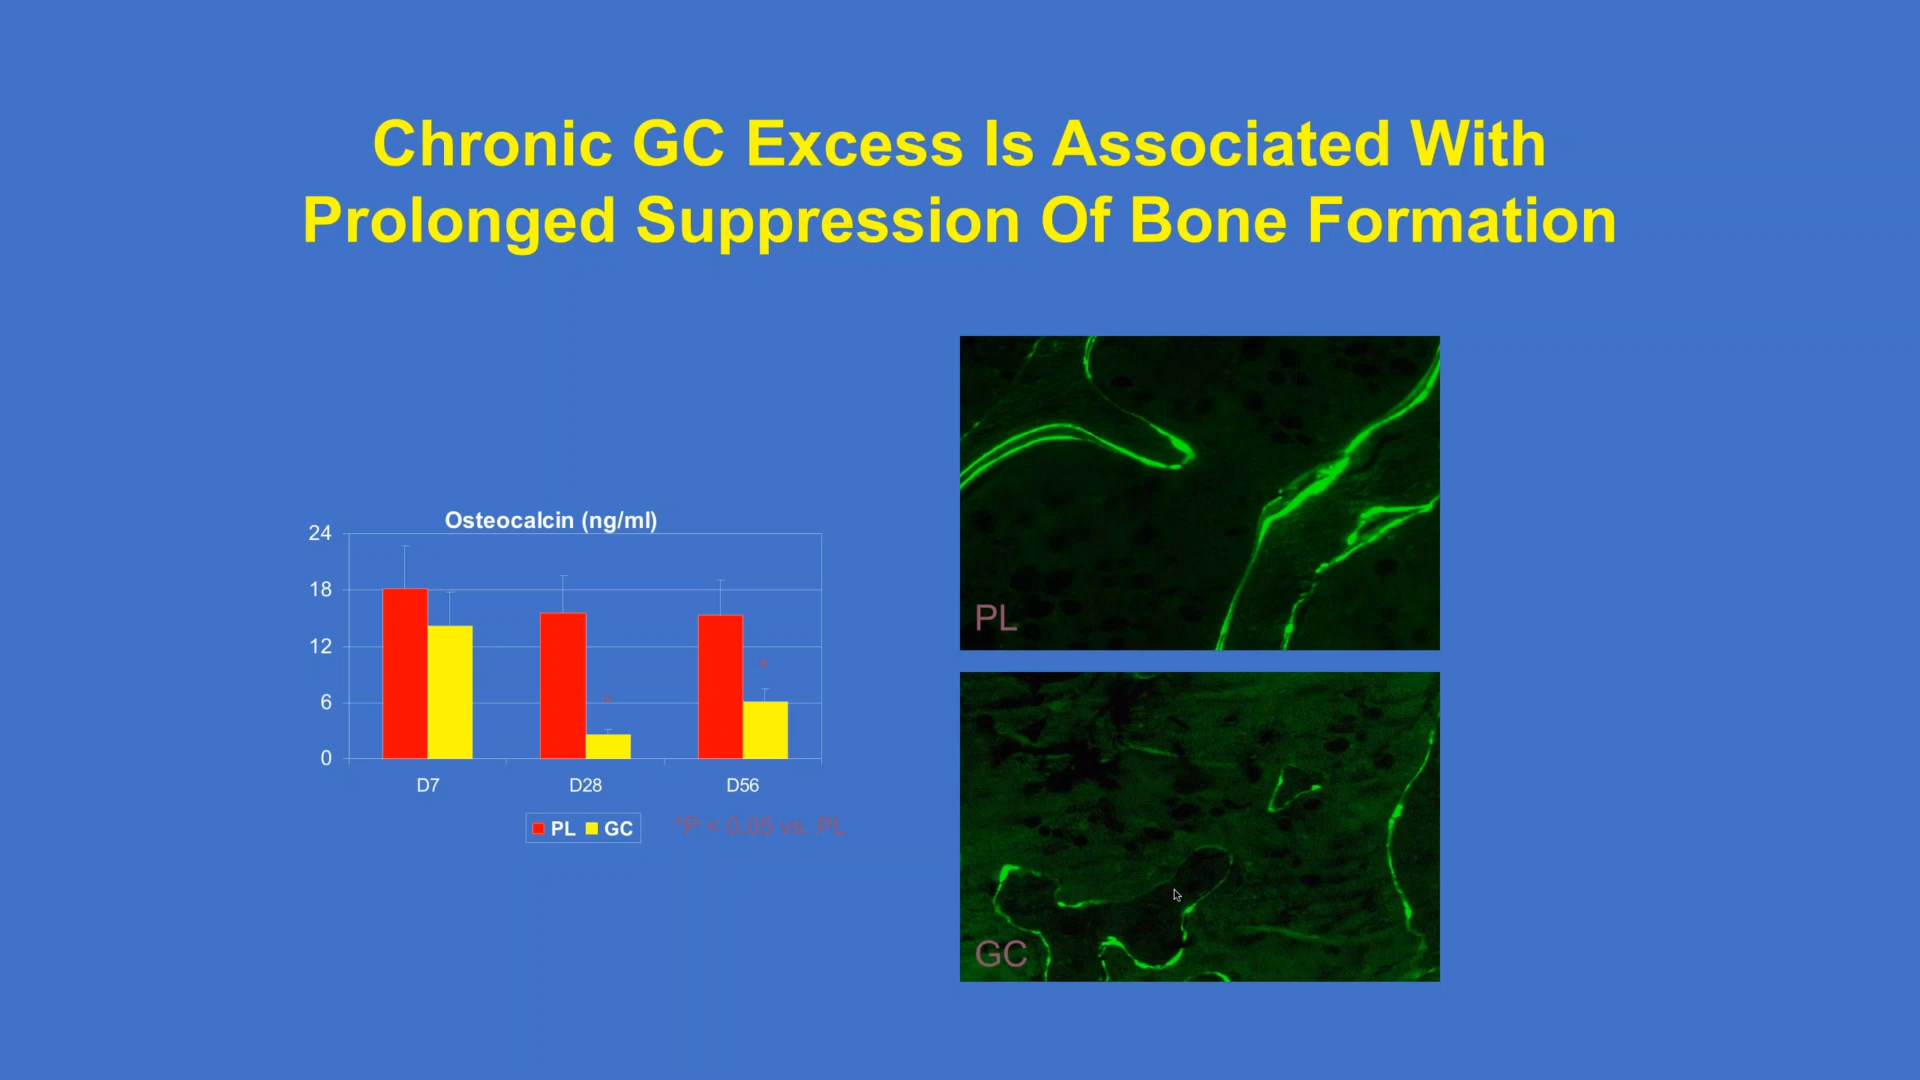 Chronic GC Excess Is Associated With
Prolonged Suppression Of Bone Formation
Osteocalcin (ng/ml)
24
18
12
6
0
*
*
D7
D28
D56
PL GC
*P < 0.05 vs. PL
PL
GC